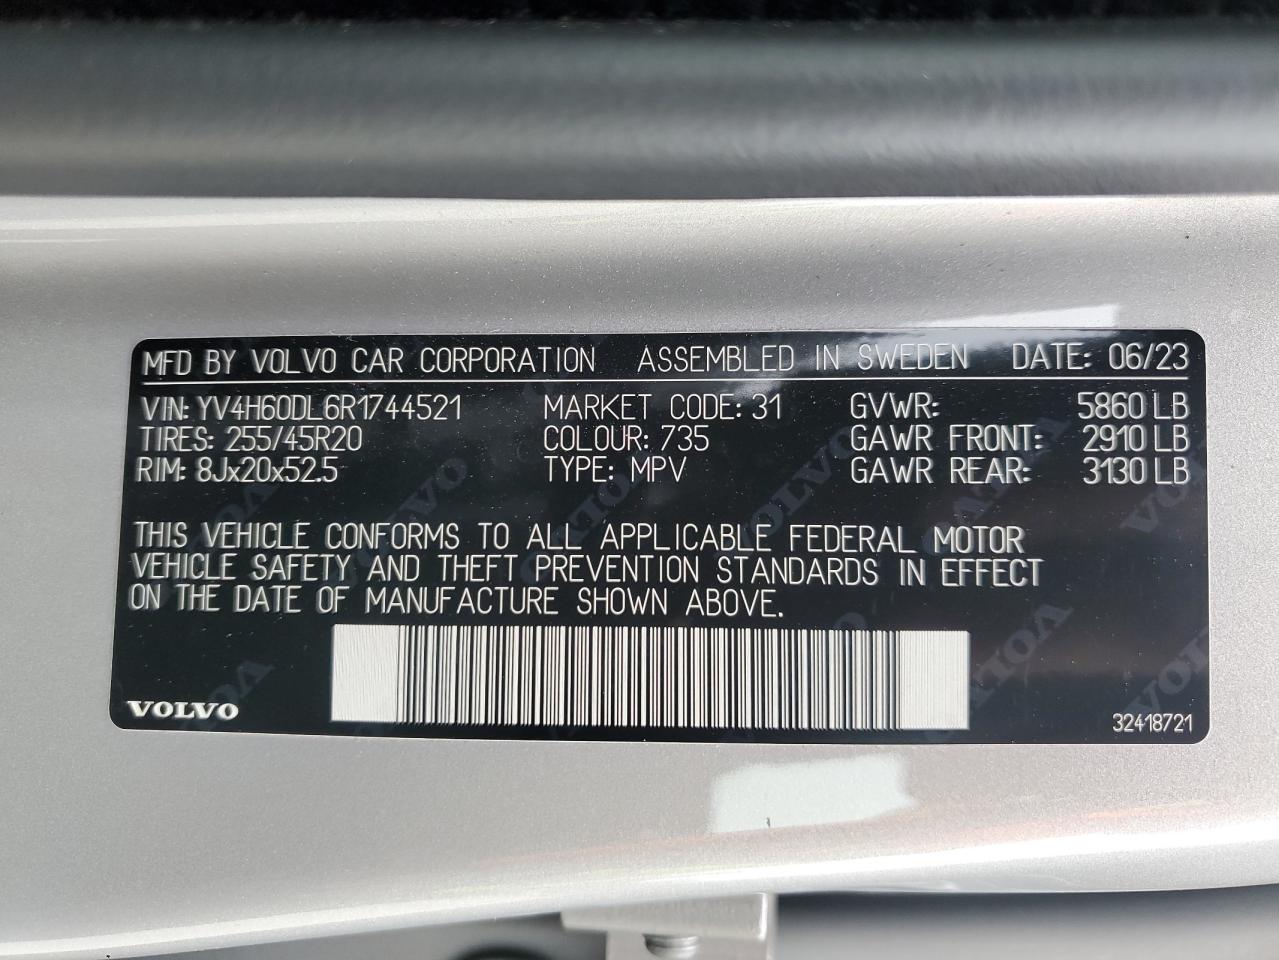 MFD BY VOLVO CAR CORPORATION ASSEMBLED IN SWEDEN DATE: 06/23
VIN: YV4H60DL6R1744521 MARKET CODE: 31 GVWR: 5860 LB
TIRES: 255/45R20 COLOUR: 735 GAWR FRONT: 2910 LB
RIM: 8Jx20x52.5 TYPE: MPV GAWR REAR: 3130 LB
THIS VEHICLE CONFORMS TO ALL APPLICABLE FEDERAL MOTOR
VEHICLE SAFETY AND THEFT PREVENTION STANDARDS IN EFFECT
ON THE DATE OF MANUFACTURE SHOWN ABOVE.
VOLVO 32418721